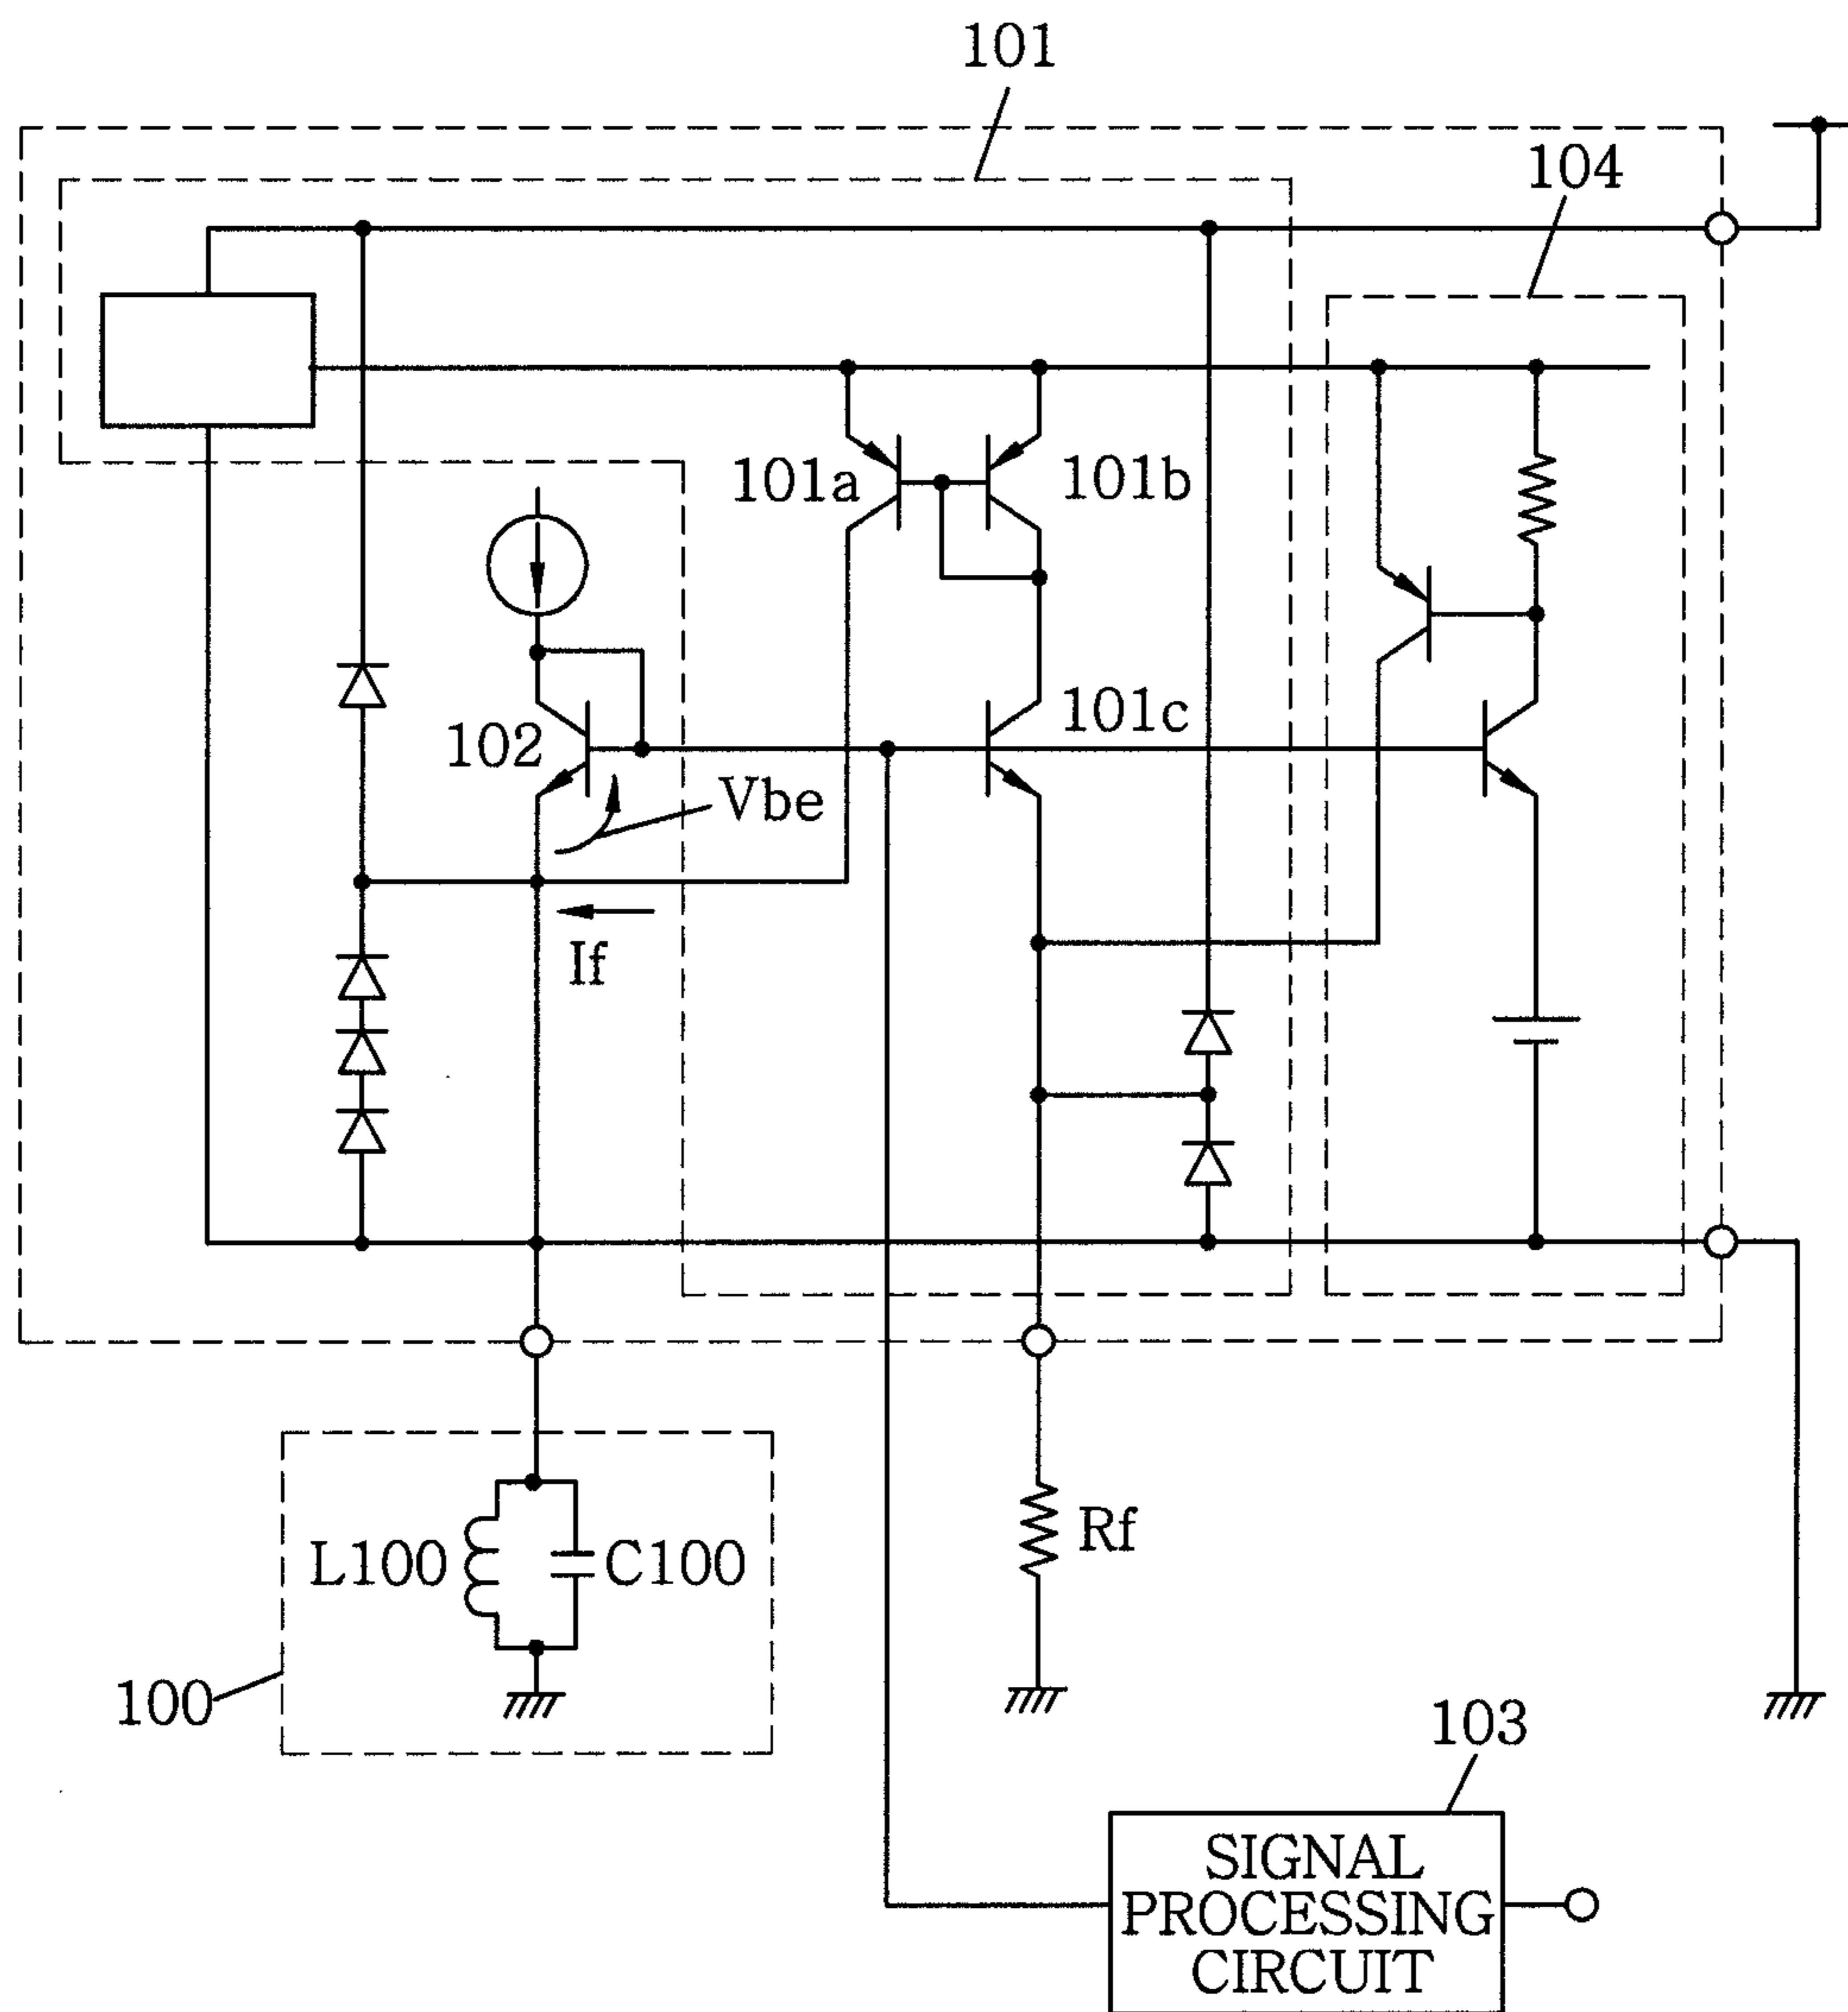 101
104
101a
101b
102
101c
Vbe
If
L100
C100
Rf
100
103
SIGNAL
PROCESSING
CIRCUIT